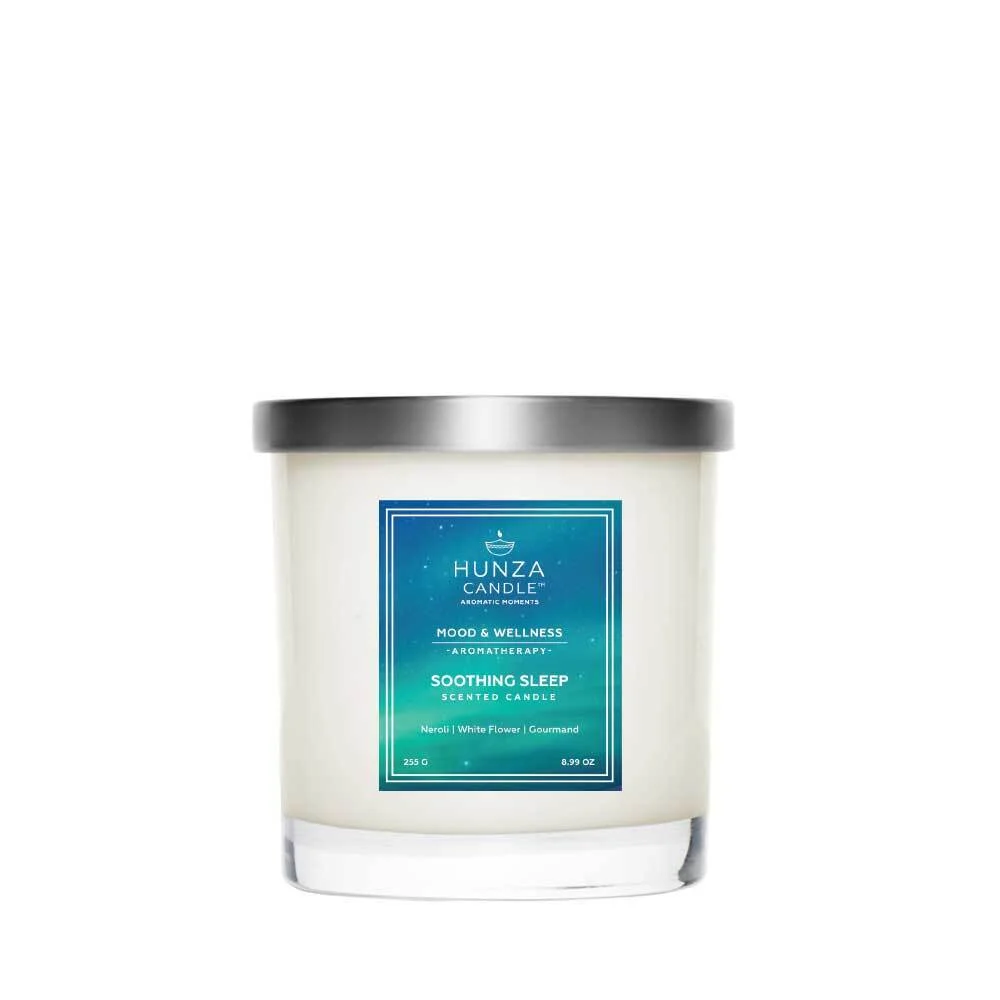 HUNZA
CANDLE™
AROMATIC MOMENTS
MOOD & WELLNESS
-AROMATHERAPY-
SOOTHING SLEEP
SCENTED CANDLE
Neroli | White Flower | Gourmand
255 G 8.99 OZ